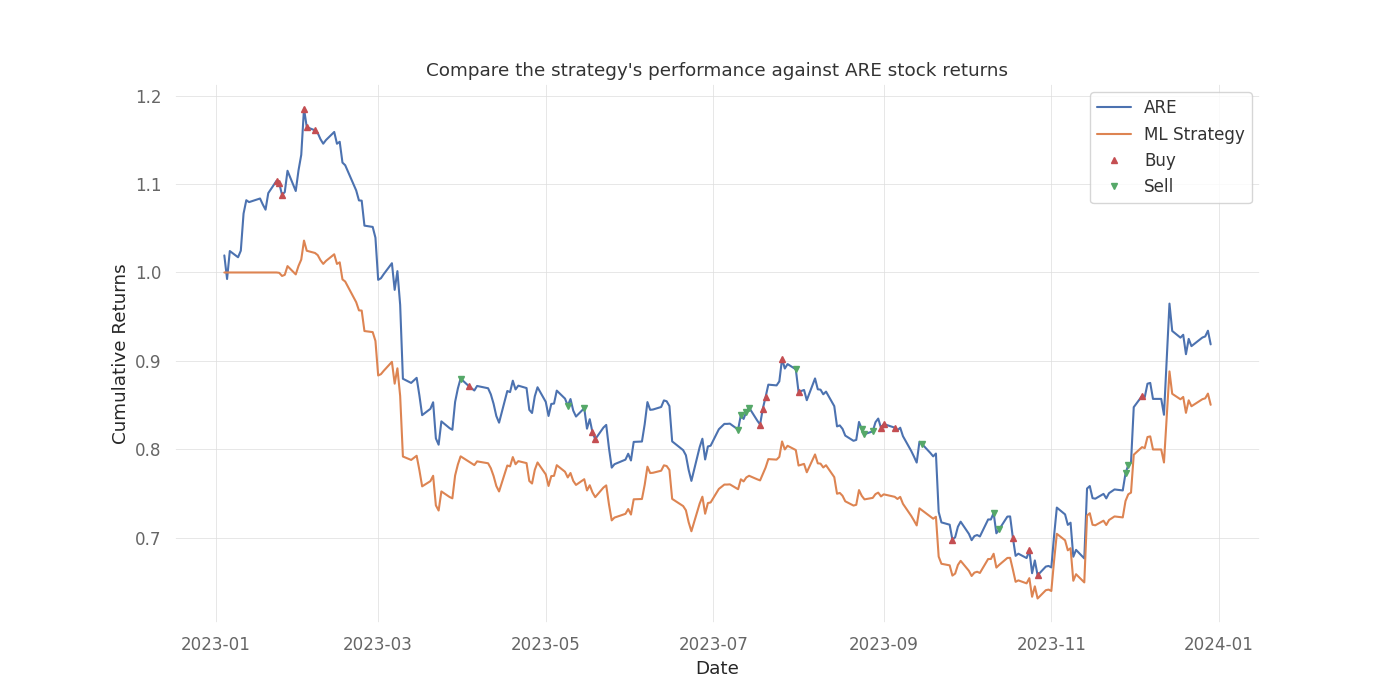 Compare the strategy's performance against ARE stock returns
ARE
ML Strategy
Buy
Sell
Cumulative Returns
1.2
1.1
1.0
0.9
0.8
0.7
2023-01 2023-03 2023-05 2023-07 2023-09 2023-11 2024-01
Date